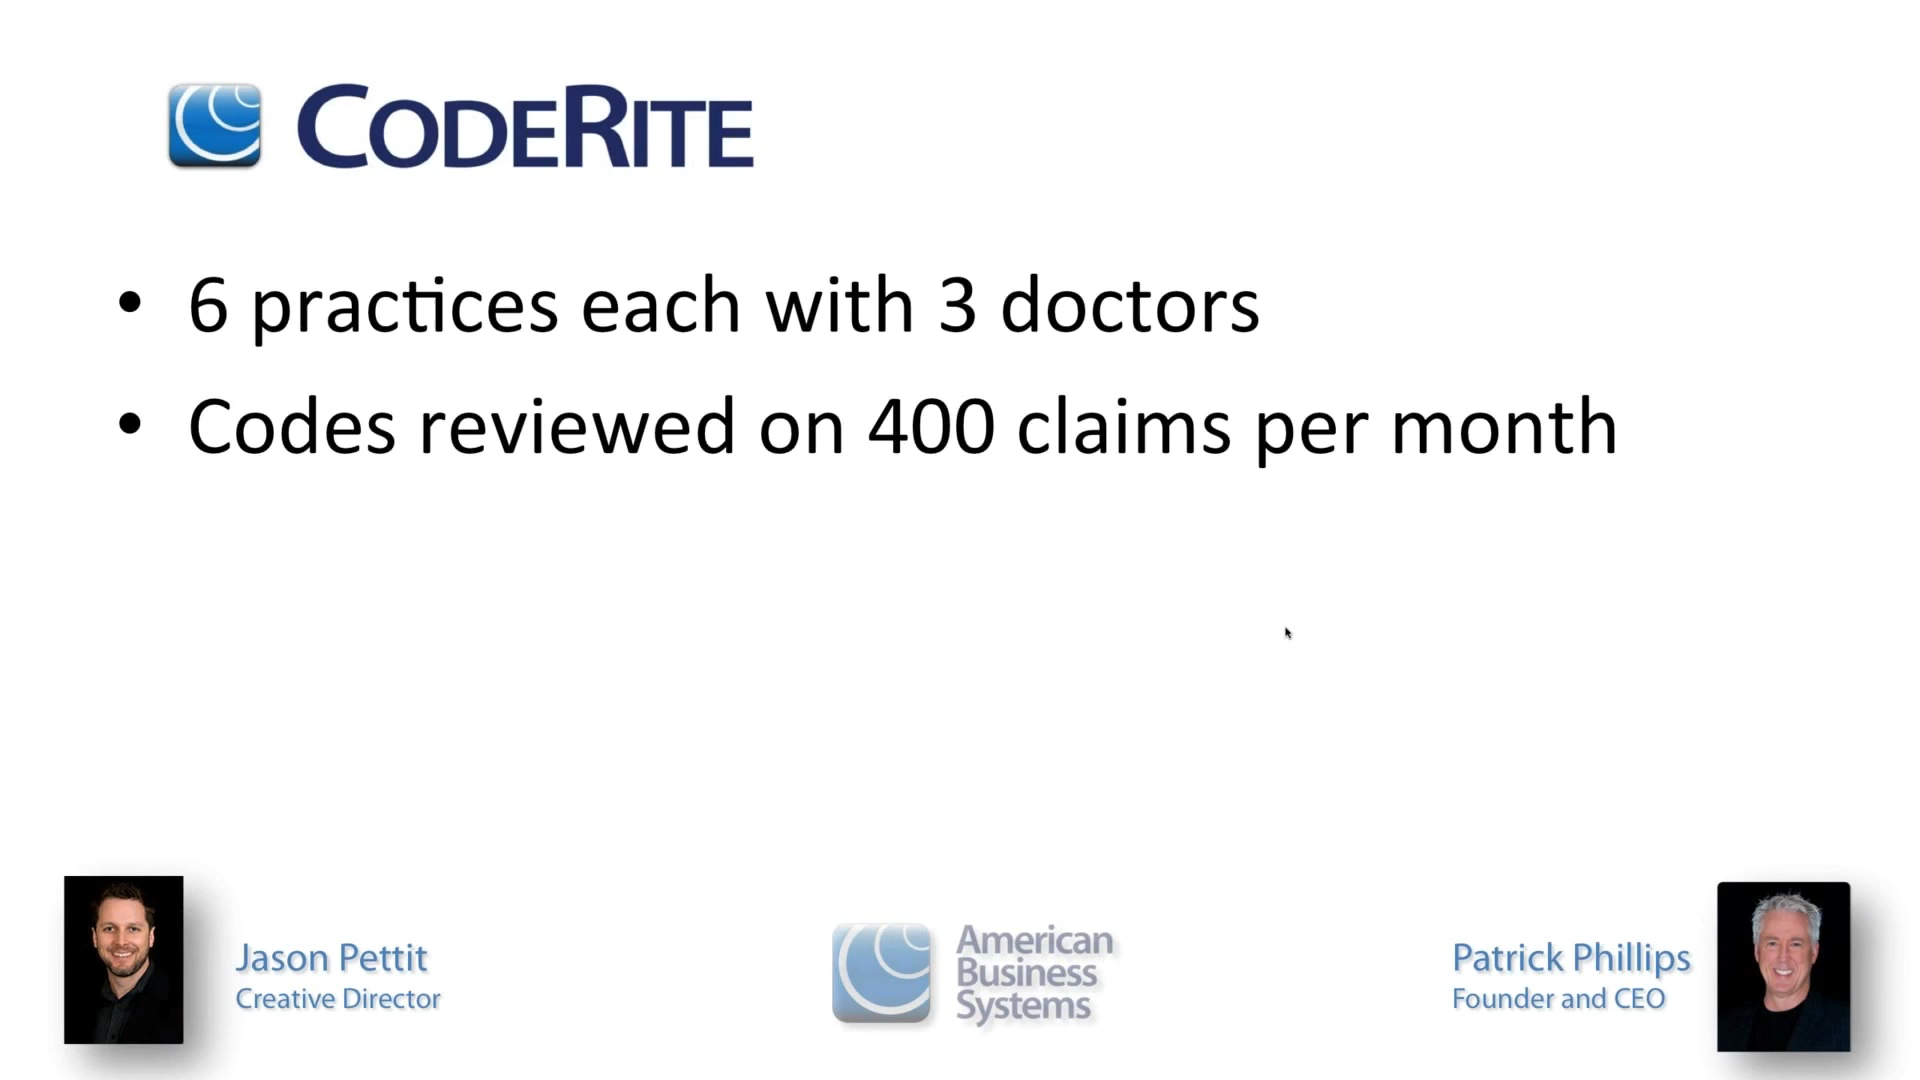 CODERITE
• 6 practices each with 3 doctors
• Codes reviewed on 400 claims per month
Jason Pettit
Creative Director
American
Business
Systems
Patrick Phillips
Founder and CEO